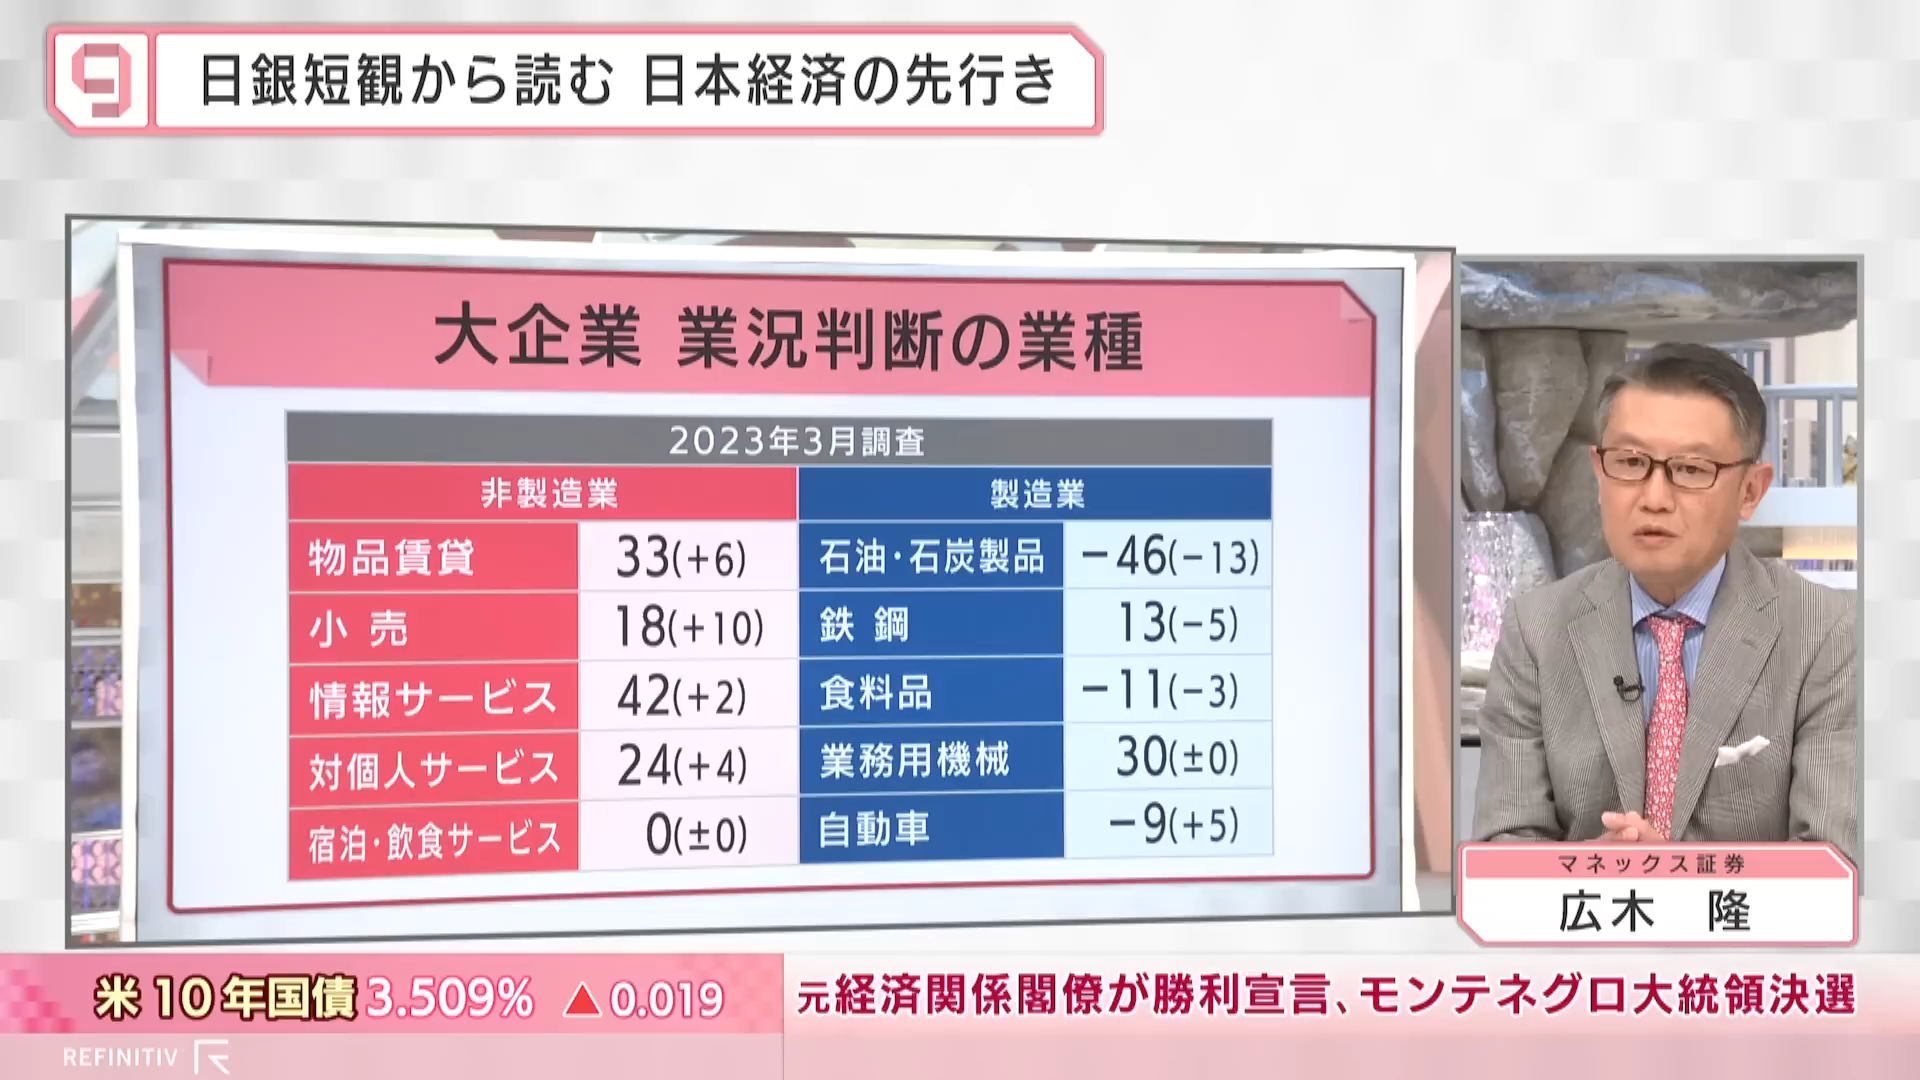 9 日銀短観から読む 日本経済の先行き
大企業 業況判断の業種
2023年3月調査
非製造業 製造業
物品賃貸 33(+6) 石油・石炭製品 −46(−13)
小 売 18(+10) 鉄 鋼 13(−5)
情報サービス 42(+2) 食料品 −11(−3)
対個人サービス 24(+4) 業務用機械 30(±0)
宿泊・飲食サービス 0(±0) 自動車 −9(+5)
マネックス証券
広木 隆
米10年国債 3.509% ▲0.019
元経済関係閣僚が勝利宣言、モンテネグロ大統領決選
REFINITIV